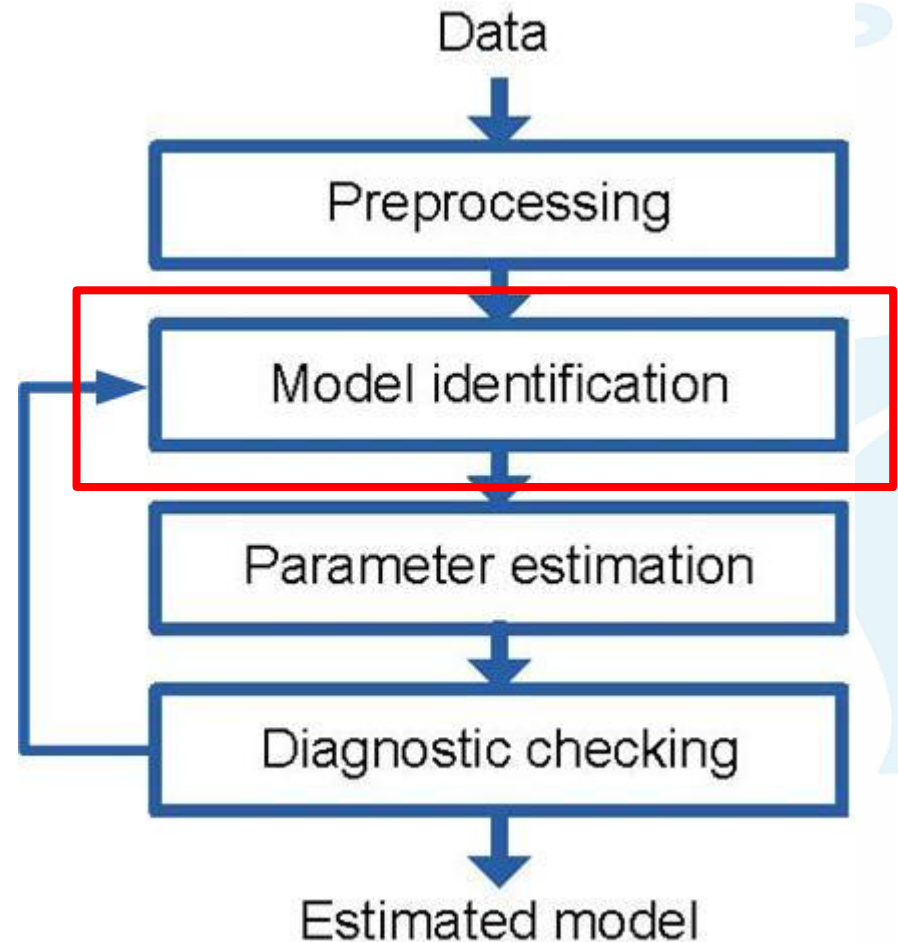 Data
Preprocessing
Model identification
Parameter estimation
Diagnostic checking
Estimated model